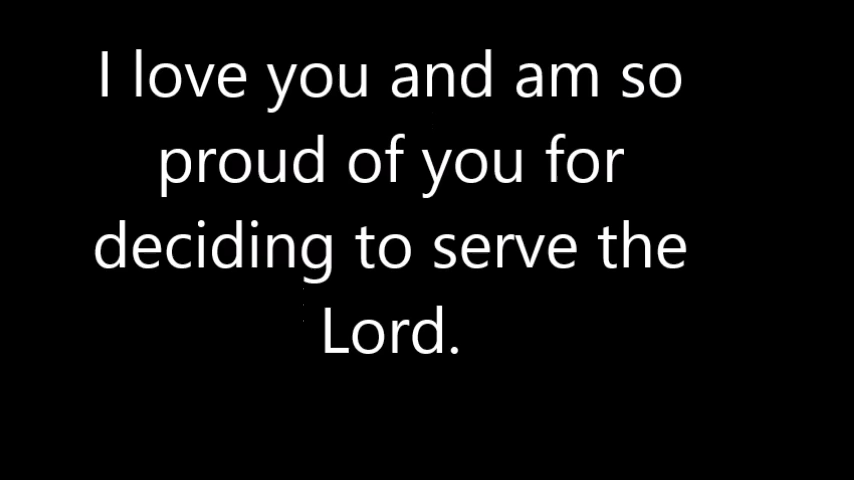 I love you and am so
proud of you for
deciding to serve the
Lord.